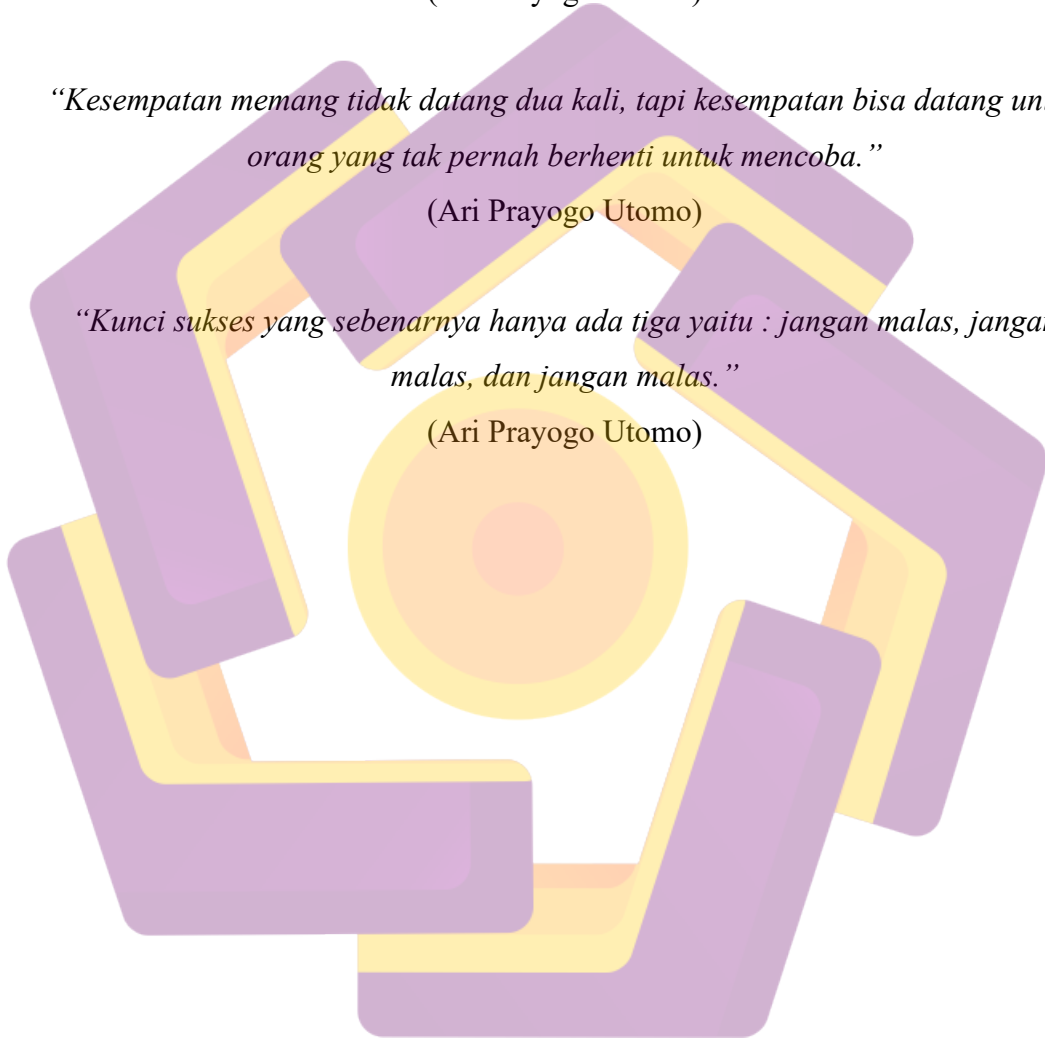 “Kesempatan memang tidak datang dua kali, tapi kesempatan bisa datang
orang yang tak pernah berhenti untuk mencoba.”
(Ari Prayogo Utomo)
“Kunci sukses yang sebenarnya hanya ada tiga yaitu : jangan malas, jangan
malas, dan jangan malas.”
(Ari Prayogo Utomo)